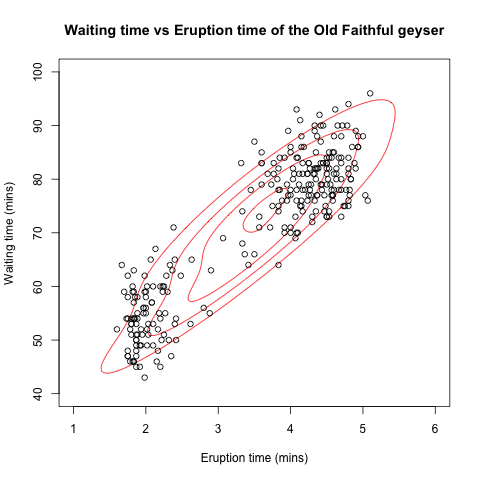 Waiting time vs Eruption time of the Old Faithful geyser
Waiting time (mins)
100
90
80
70
60
50
40
1 2 3 4 5 6
Eruption time (mins)